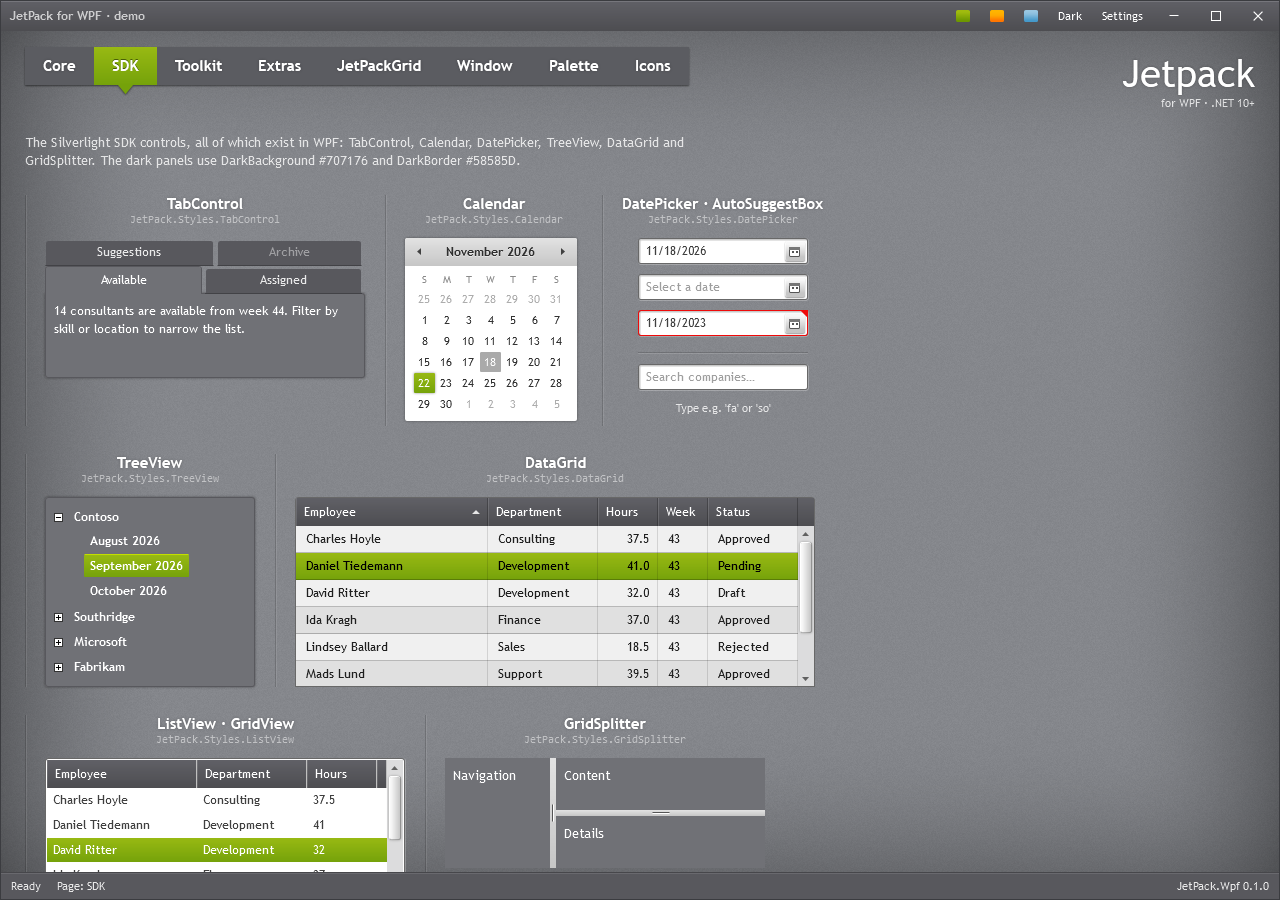 JetPack for WPF · demo
Dark Settings
Core SDK Toolkit Extras JetPackGrid Window Palette Icons
Jetpack
for WPF · .NET 10+
The Silverlight SDK controls, all of which exist in WPF: TabControl, Calendar, DatePicker, TreeView, DataGrid and
GridSplitter. The dark panels use DarkBackground #707176 and DarkBorder #58585D.
TabControl
JetPack.Styles.TabControl
Suggestions Archive
Available Assigned
14 consultants are available from week 44. Filter by
skill or location to narrow the list.
Calendar
JetPack.Styles.Calendar
November 2026
S M T W T F S
25 26 27 28 29 30 31
1 2 3 4 5 6 7
8 9 10 11 12 13 14
15 16 17 18 19 20 21
22 23 24 25 26 27 28
29 30 1 2 3 4 5
DatePicker · AutoSuggestBox
JetPack.Styles.DatePicker
11/18/2026
Select a date
11/18/2023
Search companies...
Type e.g. 'fa' or 'so'
TreeView
JetPack.Styles.TreeView
Contoso
August 2026
September 2026
October 2026
Southridge
Microsoft
Fabrikam
DataGrid
JetPack.Styles.DataGrid
Employee Department Hours Week Status
Charles Hoyle Consulting 37.5 43 Approved
Daniel Tiedemann Development 41.0 43 Pending
David Ritter Development 32.0 43 Draft
Ida Kragh Finance 37.0 43 Approved
Lindsey Ballard Sales 18.5 43 Rejected
Mads Lund Support 39.5 43 Approved
ListView · GridView
JetPack.Styles.ListView
Employee Department Hours
Charles Hoyle Consulting 37.5
Daniel Tiedemann Development 41
David Ritter Development 32
GridSplitter
JetPack.Styles.GridSplitter
Navigation
Content
Details
Ready Page: SDK
JetPack.Wpf 0.1.0